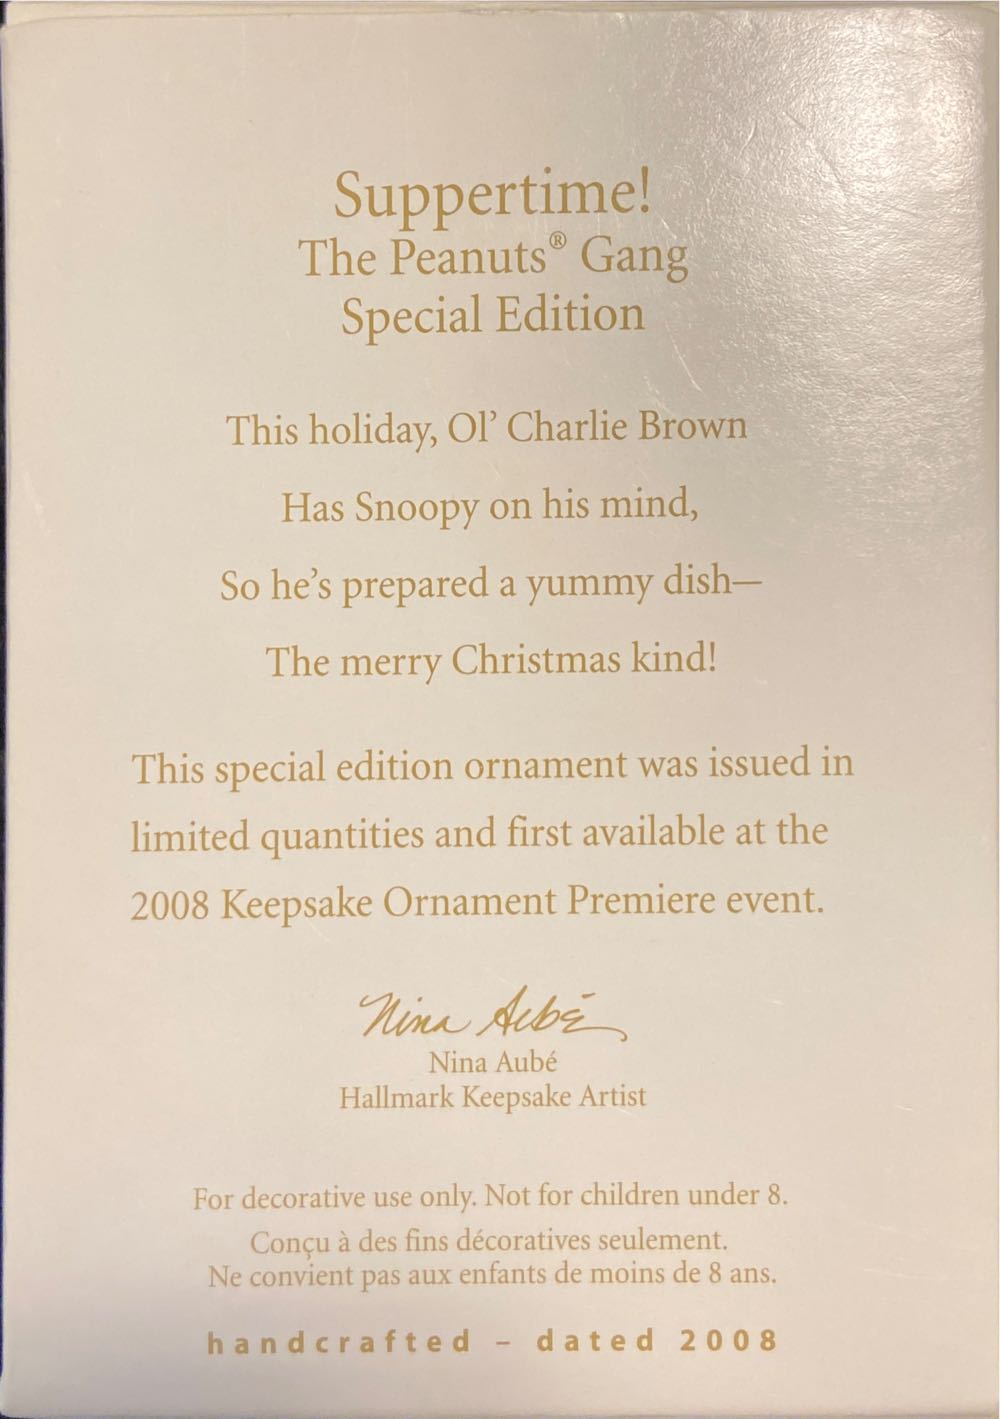 Suppertime!
The Peanuts® Gang
Special Edition
This holiday, Ol’ Charlie Brown
Has Snoopy on his mind,
So he’s prepared a yummy dish—
The merry Christmas kind!
This special edition ornament was issued in
limited quantities and first available at the
2008 Keepsake Ornament Premiere event.
Nina Aubé
Nina Aubé
Hallmark Keepsake Artist
For decorative use only. Not for children under 8.
Conçu à des fins décoratives seulement.
Ne convient pas aux enfants de moins de 8 ans.
handcrafted – dated 2008